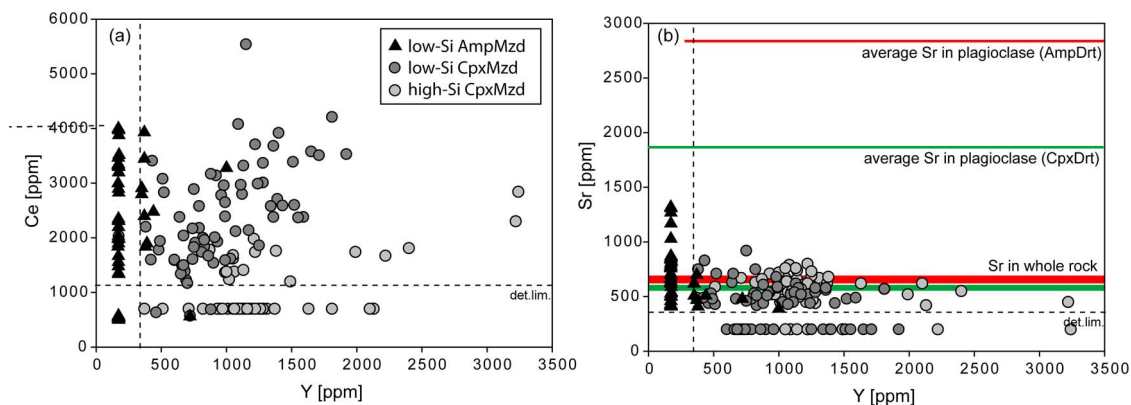 (a)
low-Si AmpMzd
low-Si CpxMzd
high-Si CpxMzd
6000
5000
4000
3000
2000
1000
0
Ce [ppm]
det.lim.
0 500 1000 1500 2000 2500 3000 3500
Y [ppm]
(b)
3000
2500
2000
1500
1000
500
0
Sr [ppm]
average Sr in plagioclase (AmpDrt)
average Sr in plagioclase (CpxDrt)
Sr in whole rock
det.lim.
0 500 1000 1500 2000 2500 3000 3500
Y [ppm]